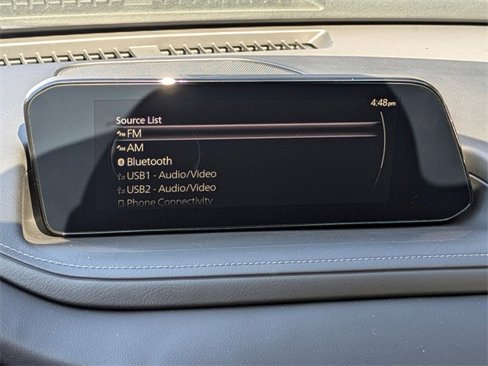 4:48pm
Source List
FM
AM
Bluetooth
USB1 - Audio/Video
USB2 - Audio/Video
Phone Connectivity